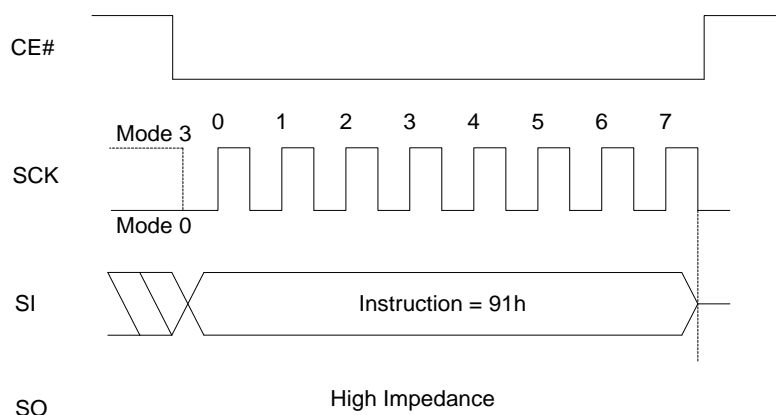 CE#
0 1 2 3 4 5 6 7
Mode 3
SCK
Mode 0
SI
Instruction = 91h
High Impedance
SO